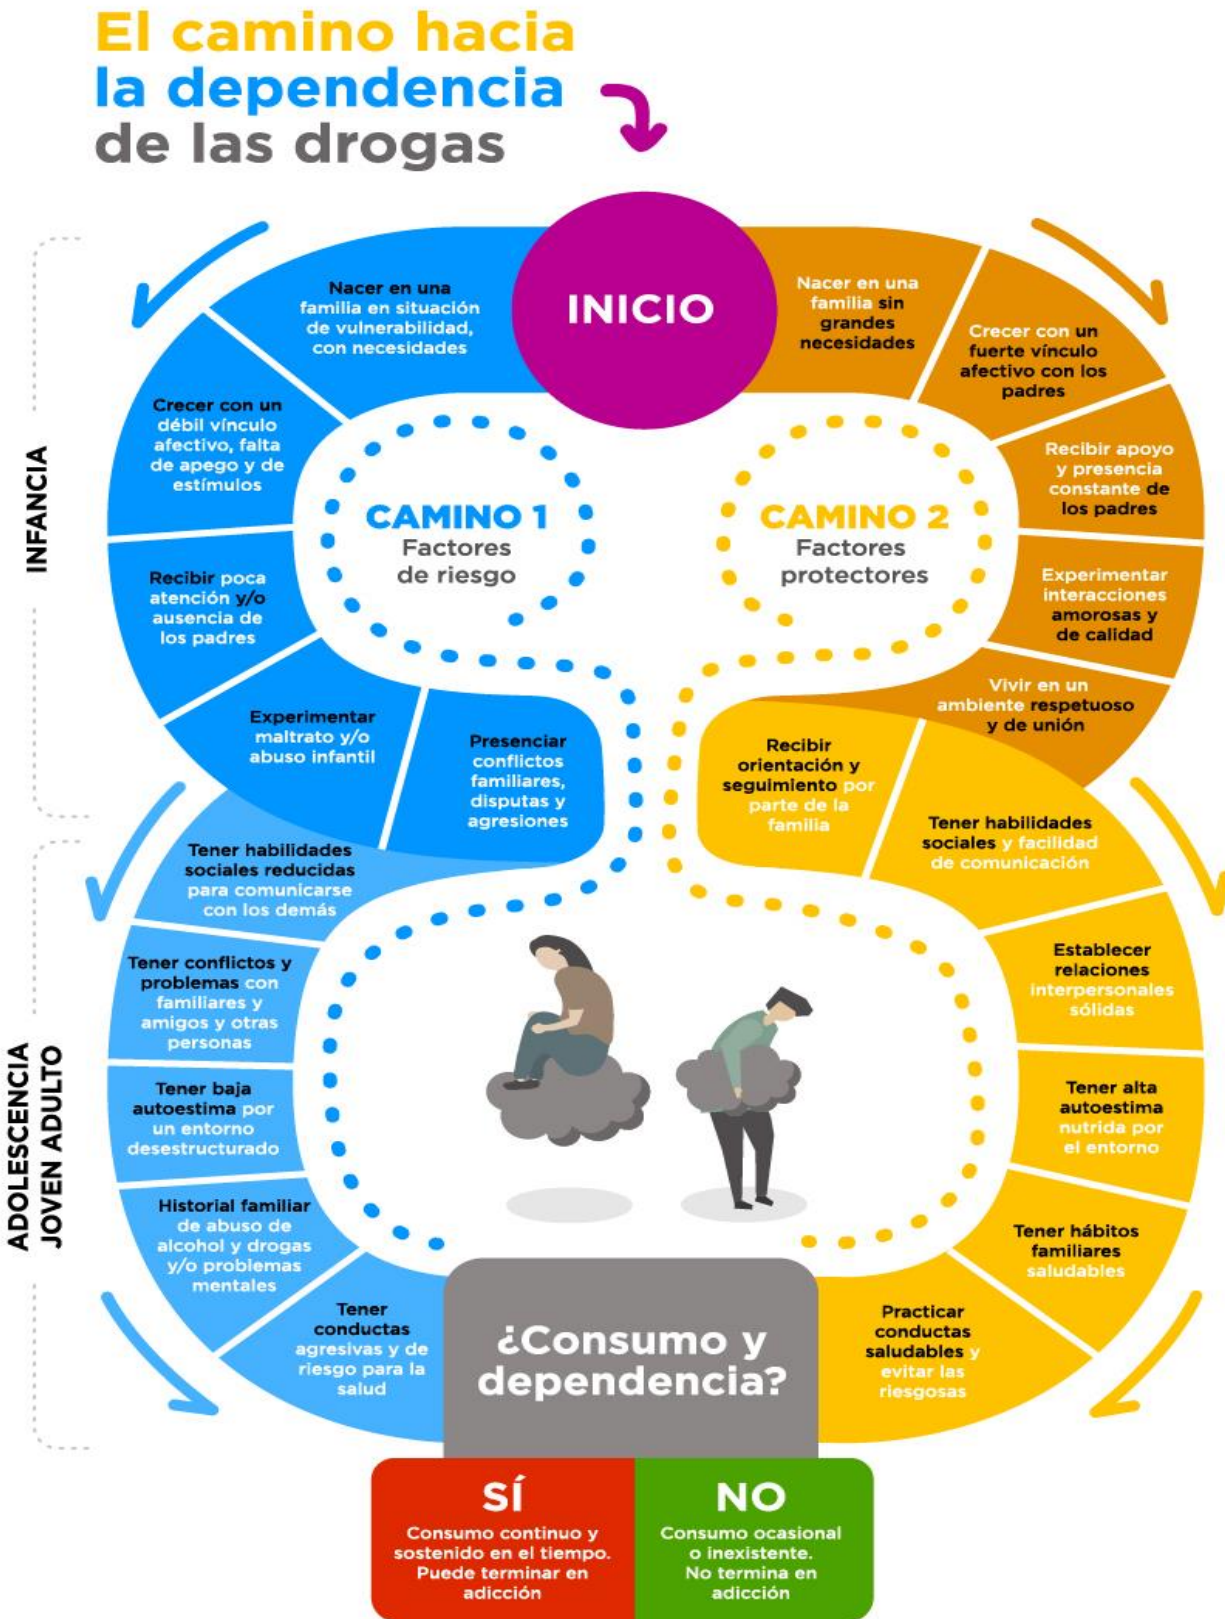 El camino hacia
la dependencia
de las drogas
INICIO
INFANCIA
ADOLESCENCIA
JOVEN ADULTO
CAMINO 1
Factores
de riesgo
Nacer en una
familia en situación
de vulnerabilidad,
con necesidades
Crecer con un
débil vínculo
afectivo, falta
de apego y de
estímulos
Recibir poca
atención y/o
ausencia de
los padres
Experimentar
maltrato y/o
abuso infantil
Presenciar
conflictos
familiares,
disputas y
agresiones
Tener habilidades
sociales reducidas
para comunicarse
con los demás
Tener conflictos y
problemas con
familiares y
amigos y otras
personas
Tener baja
autoestima por
un entorno
desestructurado
Historial familiar
de abuso de
alcohol y drogas
y/o problemas
mentales
Tener
conductas
agresivas y de
riesgo para la
salud
CAMINO 2
Factores
protectores
Nacer en una
familia sin
grandes
necesidades
Crecer con un
fuerte vínculo
afectivo con los
padres
Recibir apoyo
y presencia
constante de
los padres
Experimentar
interacciones
amorosas y
de calidad
Vivir en un
ambiente respetuoso
y de unión
Recibir
orientación y
seguimiento por
parte de la
familia
Tener habilidades
sociales y facilidad
de comunicación
Establecer
relaciones
interpersonales
sólidas
Tener alta
autoestima
nutrida por
el entorno
Tener hábitos
familiares
saludables
Practicar
conductas
saludables y
evitar las
riesgosas
¿Consumo y
dependencia?
SÍ
Consumo continuo y
sostenido en el tiempo.
Puede terminar en
adicción
NO
Consumo ocasional
o inexistente.
No termina en
adicción